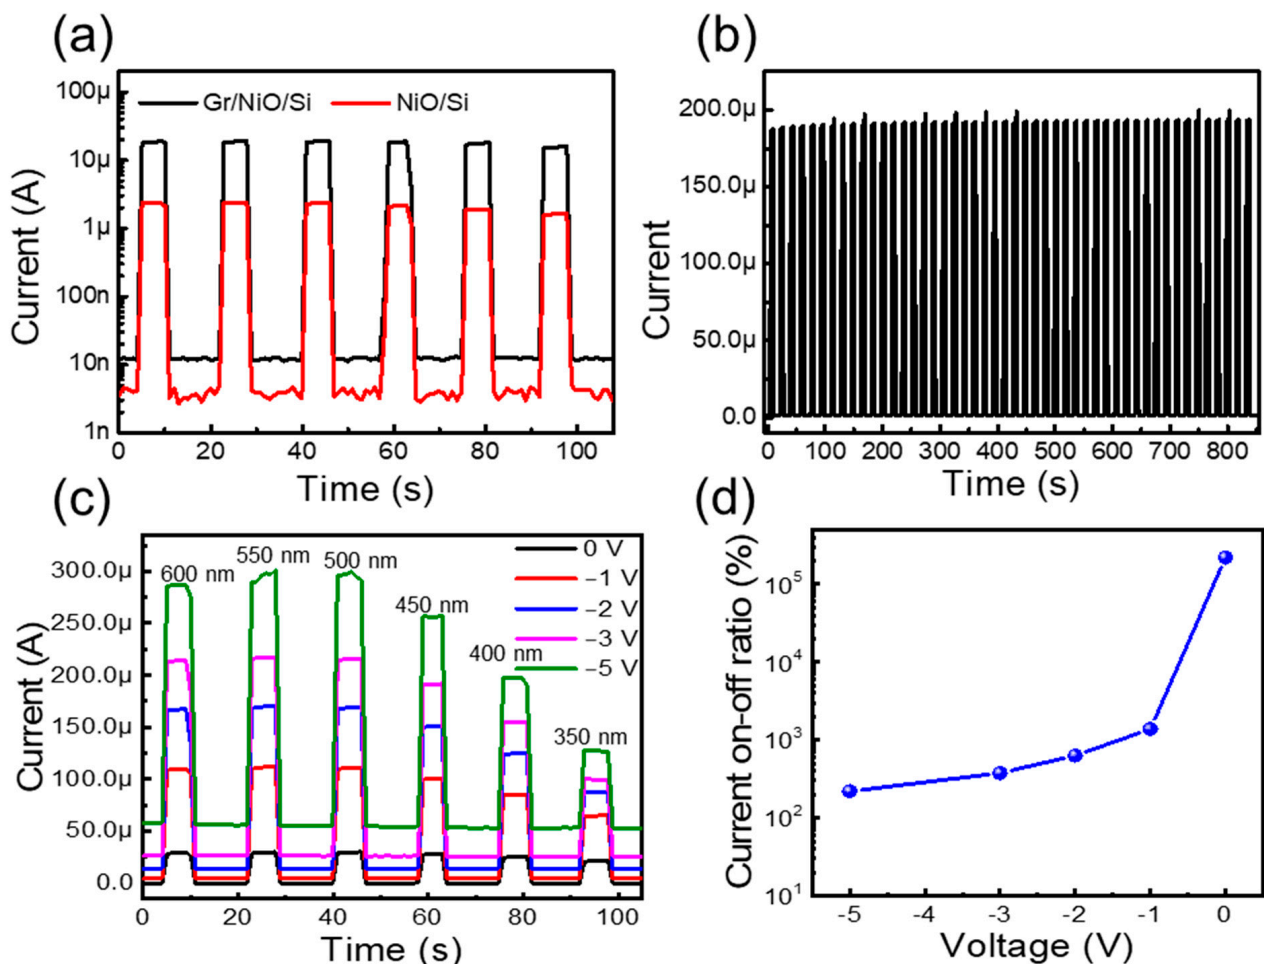 (a)
100μ
10μ
1μ
100n
10n
1n
Current (A)
Gr/NiO/Si
NiO/Si
0
20
40
60
80
100
Time (s)
(b)
200.0μ
150.0μ
100.0μ
50.0μ
0.0
Current
0
100
200
300
400
500
600
700
800
Time (s)
(c)
300.0μ
250.0μ
200.0μ
150.0μ
100.0μ
50.0μ
0.0
Current (A)
600 nm
550 nm
500 nm
450 nm
400 nm
350 nm
0 V
−1 V
−2 V
−3 V
−5 V
0
20
40
60
80
100
Time (s)
(d)
10⁵
10⁴
10³
10²
10¹
Current on-off ratio (%)
-5
-4
-3
-2
-1
0
Voltage (V)